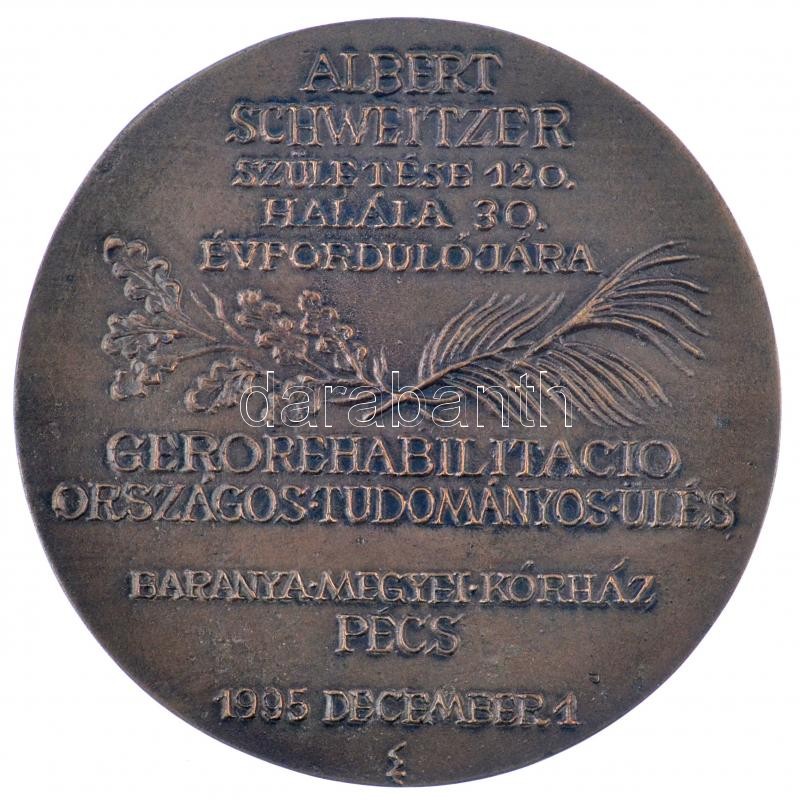 ALBERT
SCHWEITZER
SZÜLETÉSE 120.
HALÁLA 30.
ÉVFORDULÓJÁRA
darabanth
GEROREHABILITACIO
ORSZÁGOS·TUDOMÁNYOS·ÜLÉS
BARANYA·MEGYEI·KÓRHÁZ
PÉCS
1995 DECEMBER 1